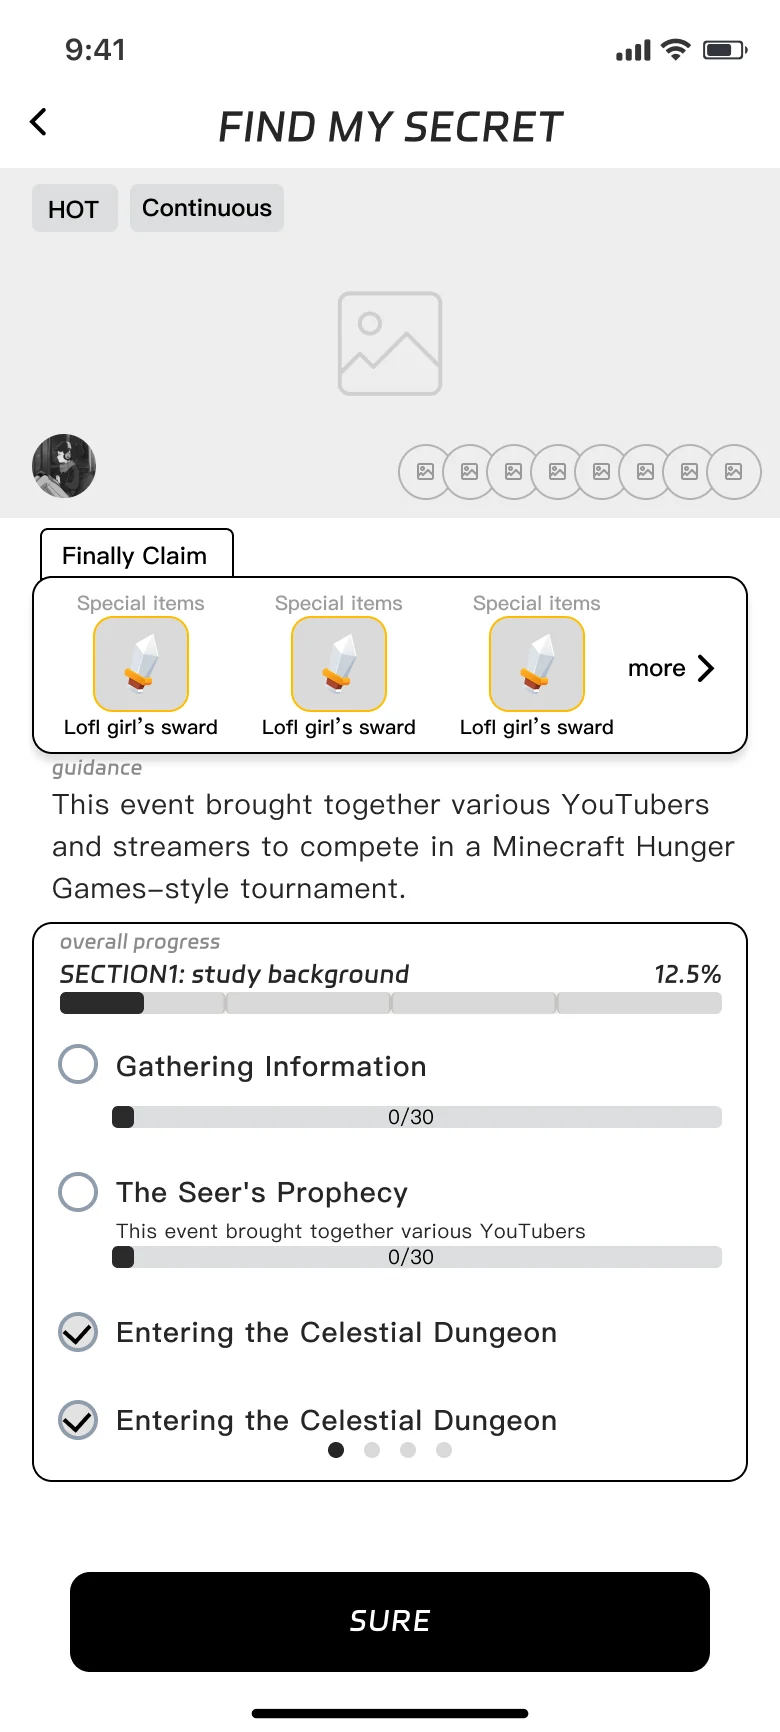 9:41
FIND MY SECRET
HOT
Continuous
Finally Claim
Special items
Special items
Special items
more
Lofl girl’s sward
Lofl girl’s sward
Lofl girl’s sward
guidance
This event brought together various YouTubers
and streamers to compete in a Minecraft Hunger
Games–style tournament.
overall progress
SECTION1: study background
12.5%
Gathering Information
0/30
The Seer's Prophecy
This event brought together various YouTubers
0/30
Entering the Celestial Dungeon
Entering the Celestial Dungeon
SURE